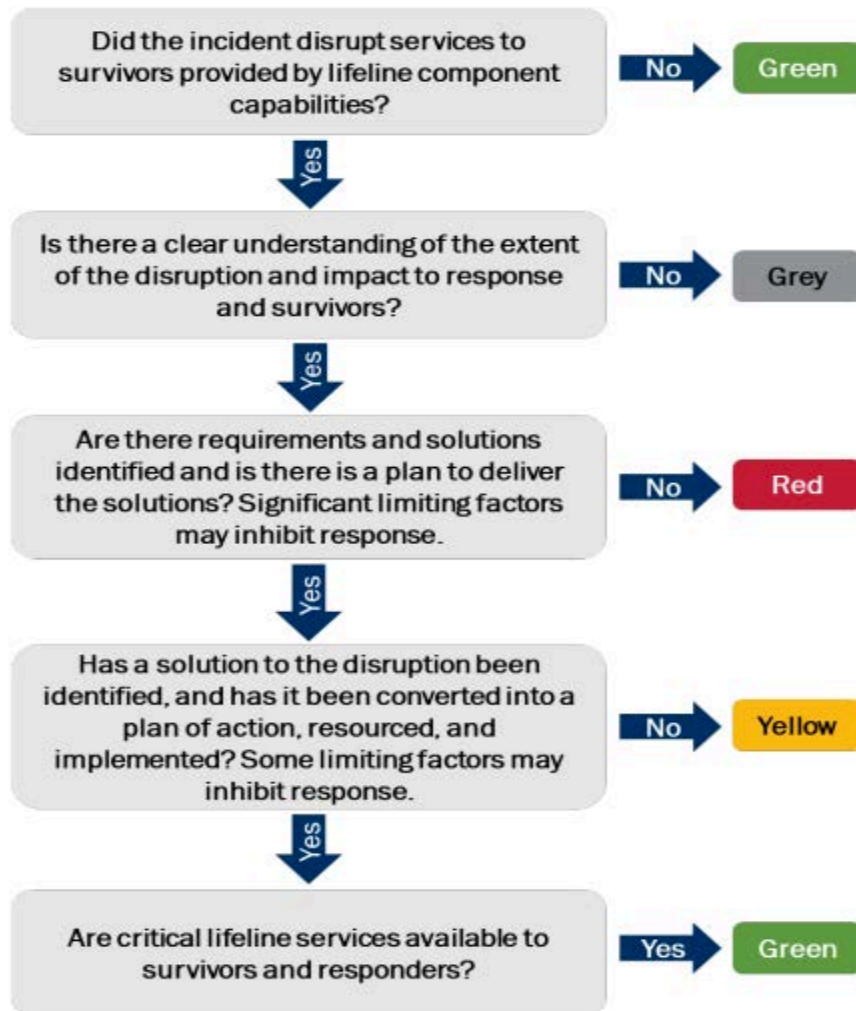 Did the incident disrupt services to
survivors provided by lifeline component
capabilities?
No
Green
Yes
Is there a clear understanding of the extent
of the disruption and impact to response
and survivors?
No
Grey
Yes
Are there requirements and solutions
identified and is there is a plan to deliver
the solutions? Significant limiting factors
may inhibit response.
No
Red
Yes
Has a solution to the disruption been
identified, and has it been converted into a
plan of action, resourced, and
implemented? Some limiting factors may
inhibit response.
No
Yellow
Yes
Are critical lifeline services available to
survivors and responders?
Yes
Green